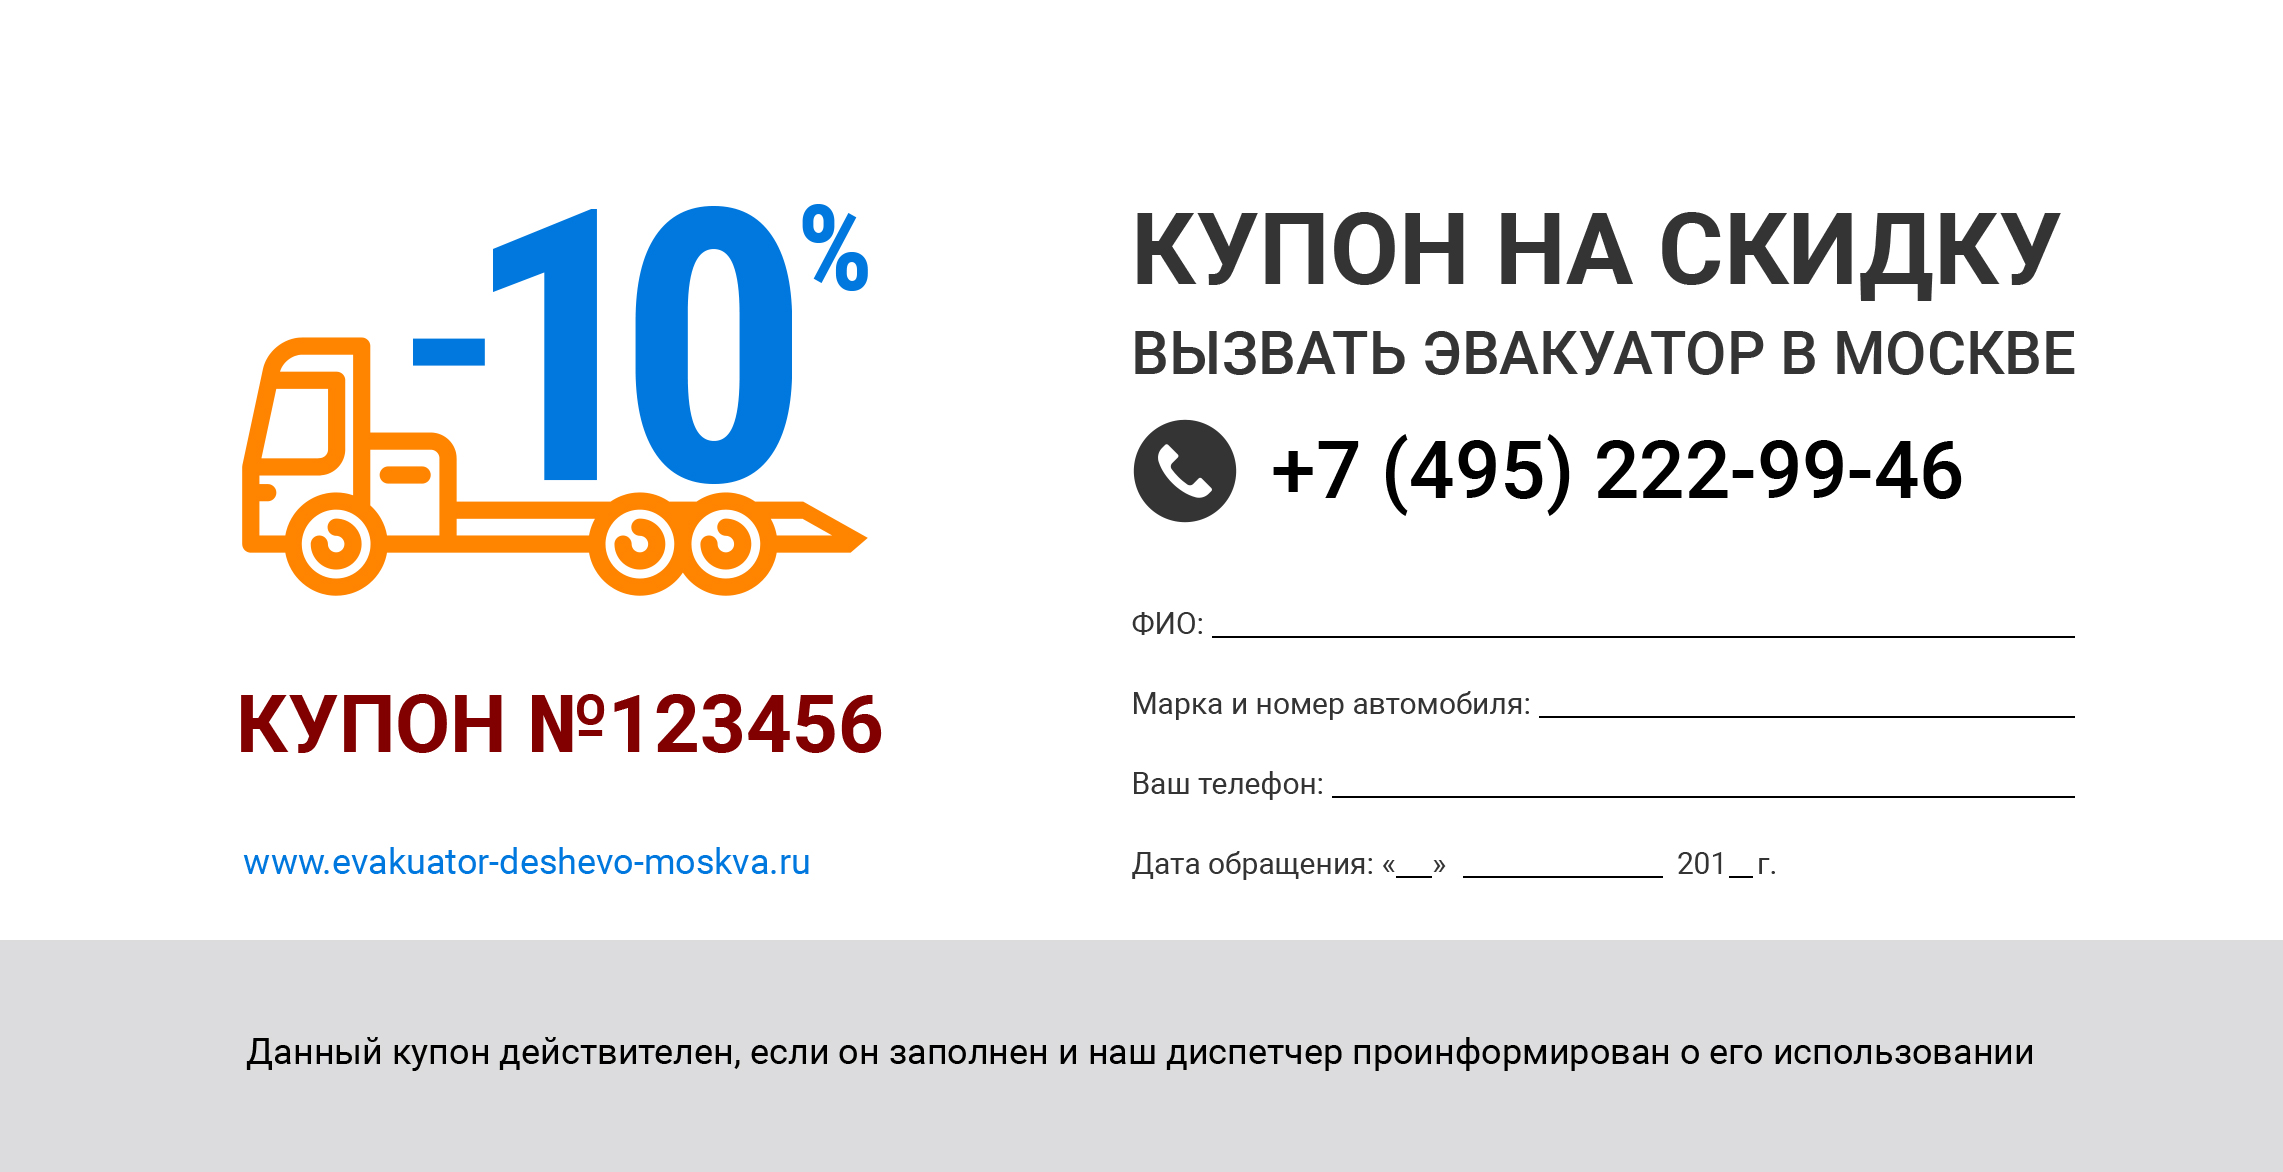 -10%
КУПОН №123456
www.evakuator-deshevo-moskva.ru
КУПОН НА СКИДКУ
ВЫЗВАТЬ ЭВАКУАТОР В МОСКВЕ
+7 (495) 222-99-46
ФИО:
Марка и номер автомобиля:
Ваш телефон:
Дата обращения: «__» ________ 201_г.
Данный купон действителен, если он заполнен и наш диспетчер проинформирован о его использовании